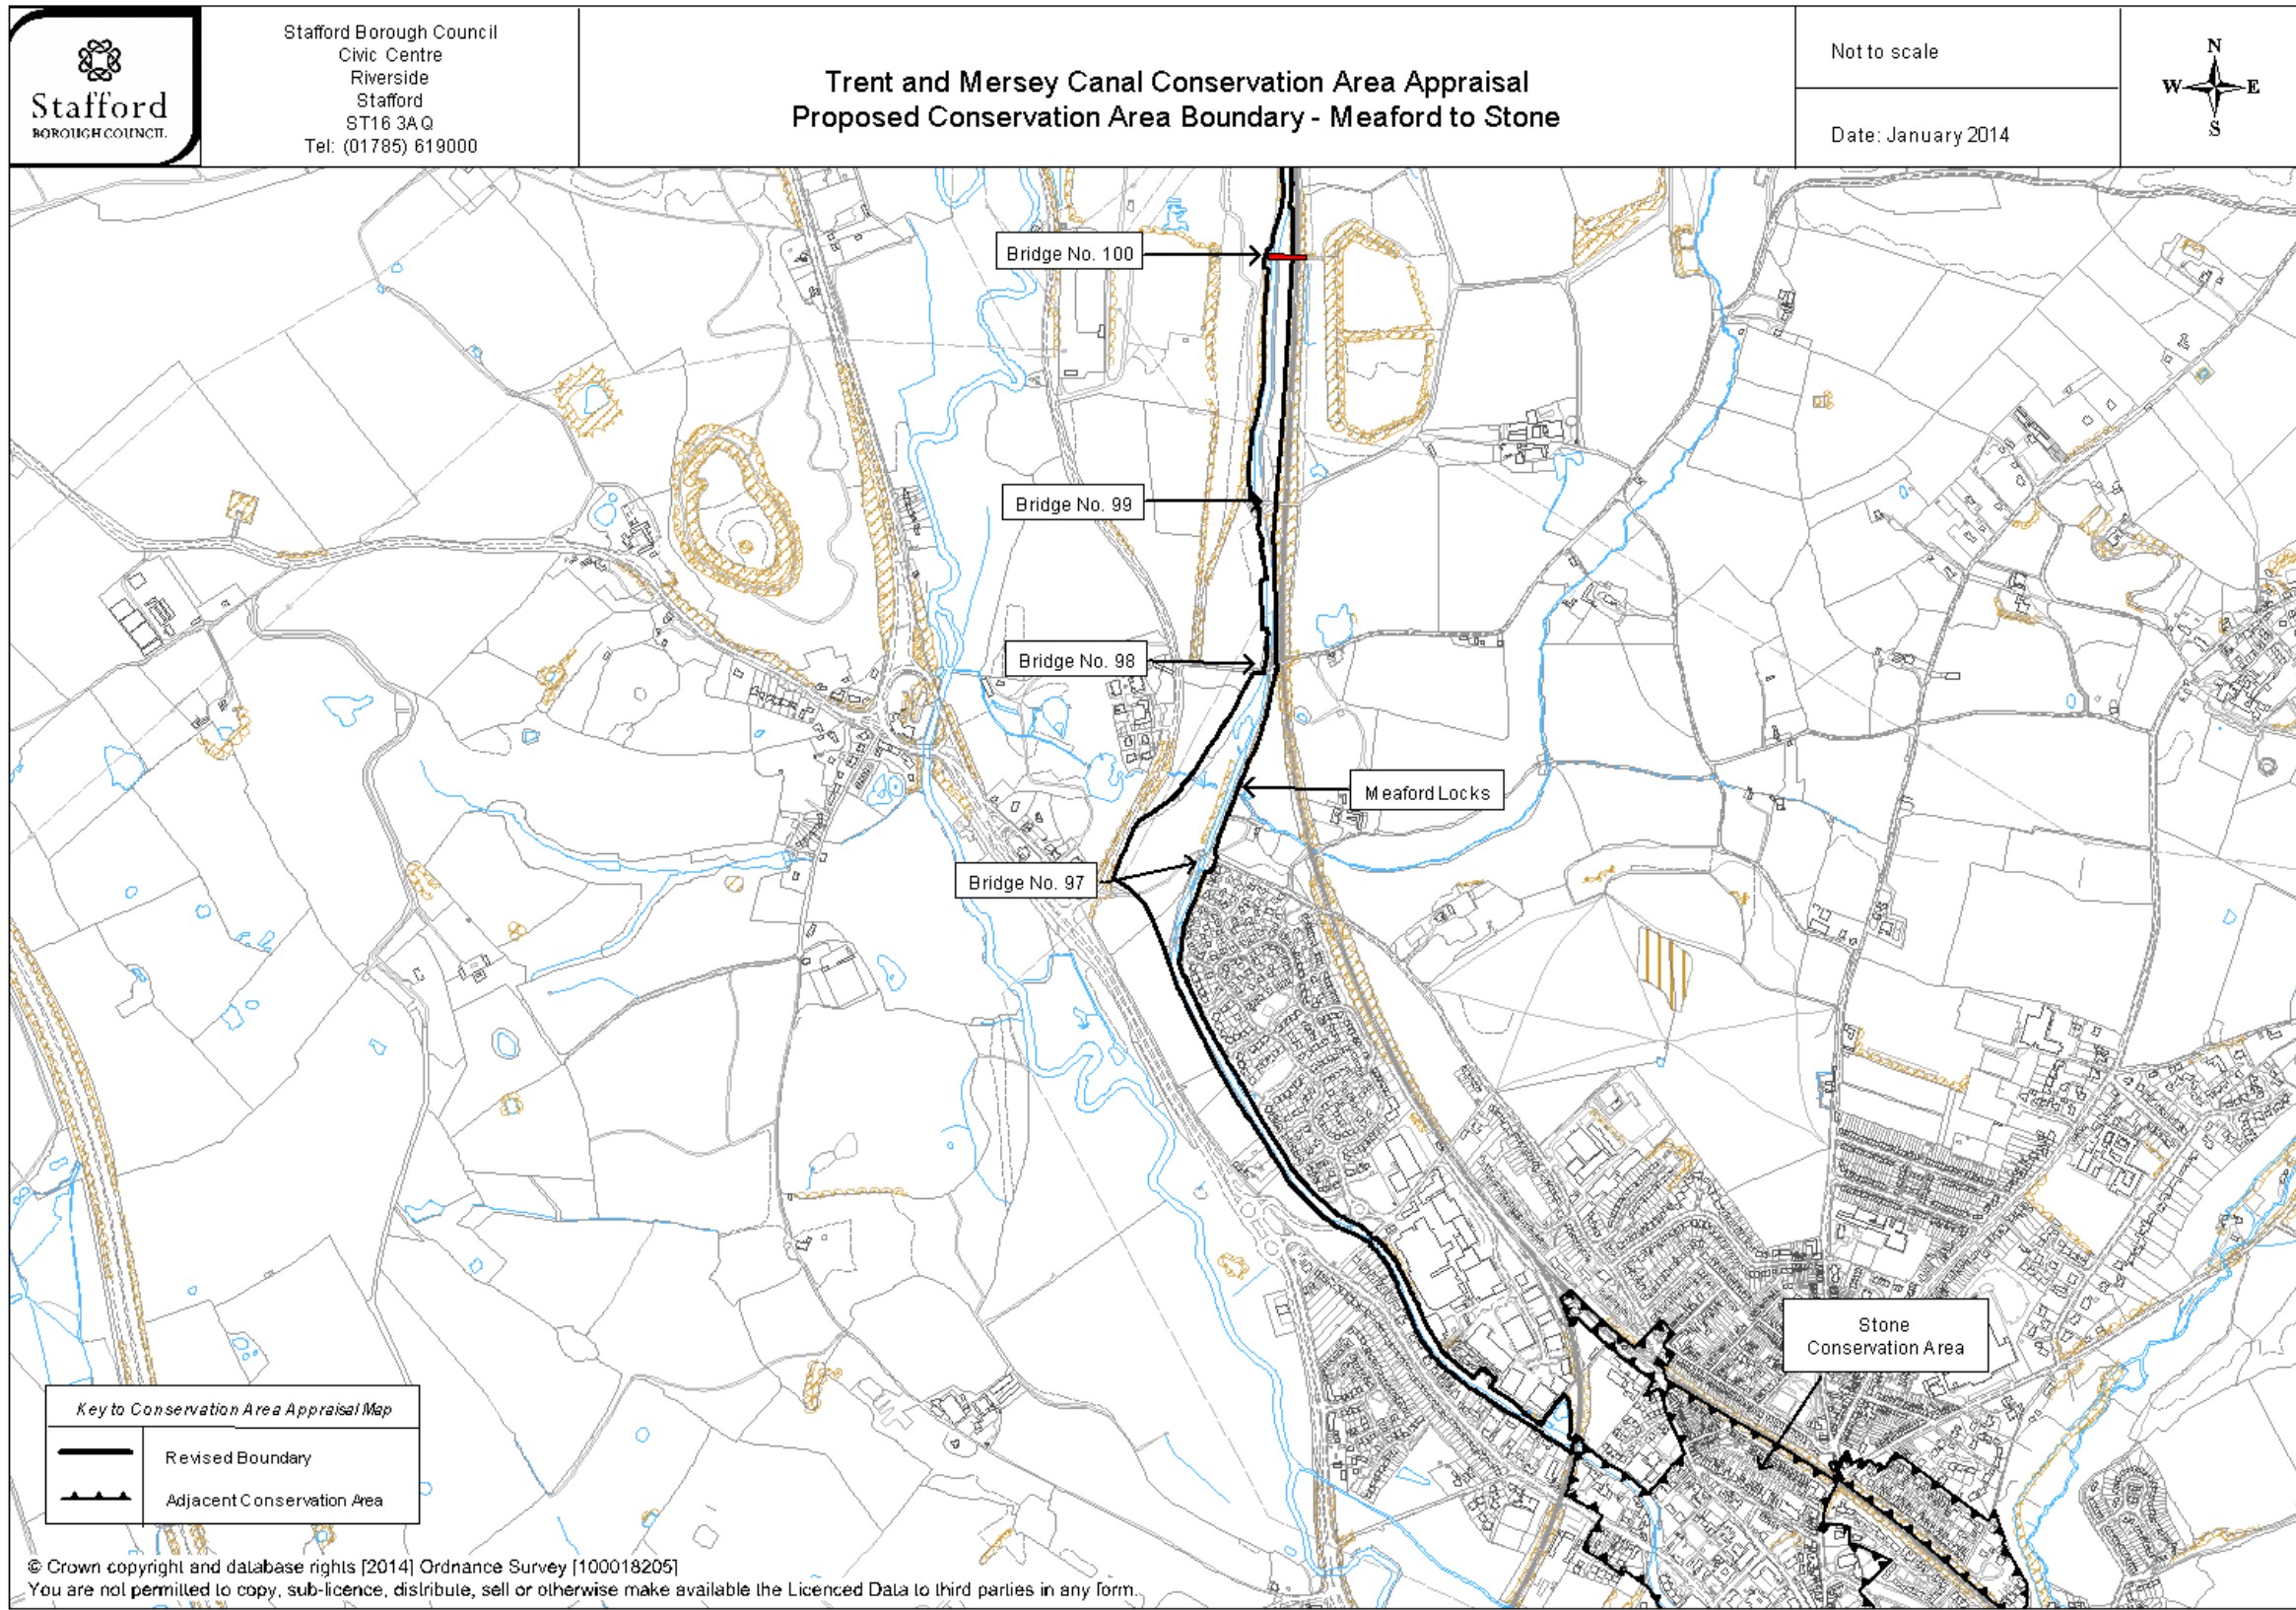 Stafford
BOROUGH COUNCIL
Stafford Borough Council
Civic Centre
Riverside
Stafford
ST16 3AQ
Tel: (01785) 619000
Trent and Mersey Canal Conservation Area Appraisal
Proposed Conservation Area Boundary - Meaford to Stone
Not to scale
Date: January 2014
N
W E
S
Bridge No. 100
Bridge No. 99
Bridge No. 98
Meaford Locks
Bridge No. 97
Stone
Conservation Area
Key to Conservation Area Appraisal Map
Revised Boundary
Adjacent Conservation Area
© Crown copyright and database rights [2014] Ordnance Survey [100018205]
You are not permitted to copy, sub-licence, distribute, sell or otherwise make available the Licenced Data to third parties in any form.